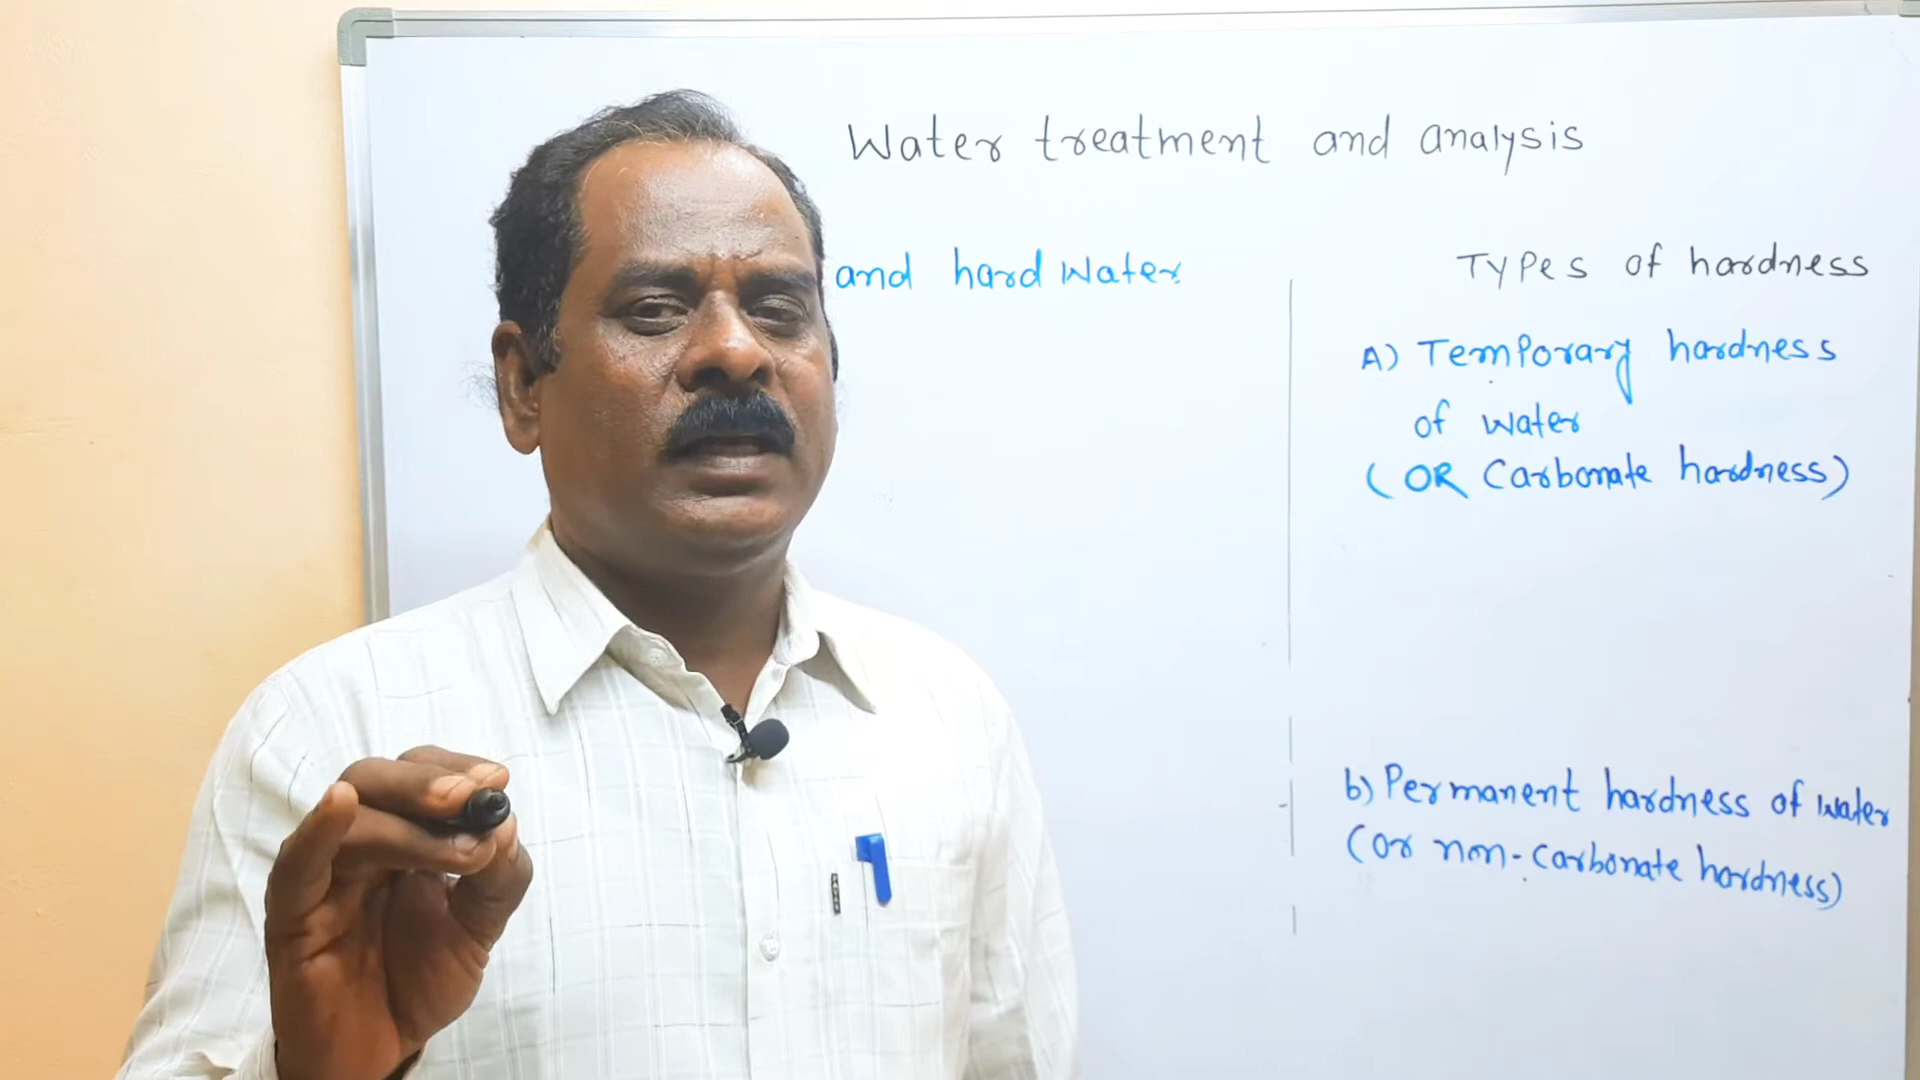 Water treatment and analysis
and hard water
Types of hardness
A) Temporary hardness
of water
(OR Carbonate hardness)
b) Permanent hardness of water
(or non-carbonate hardness)